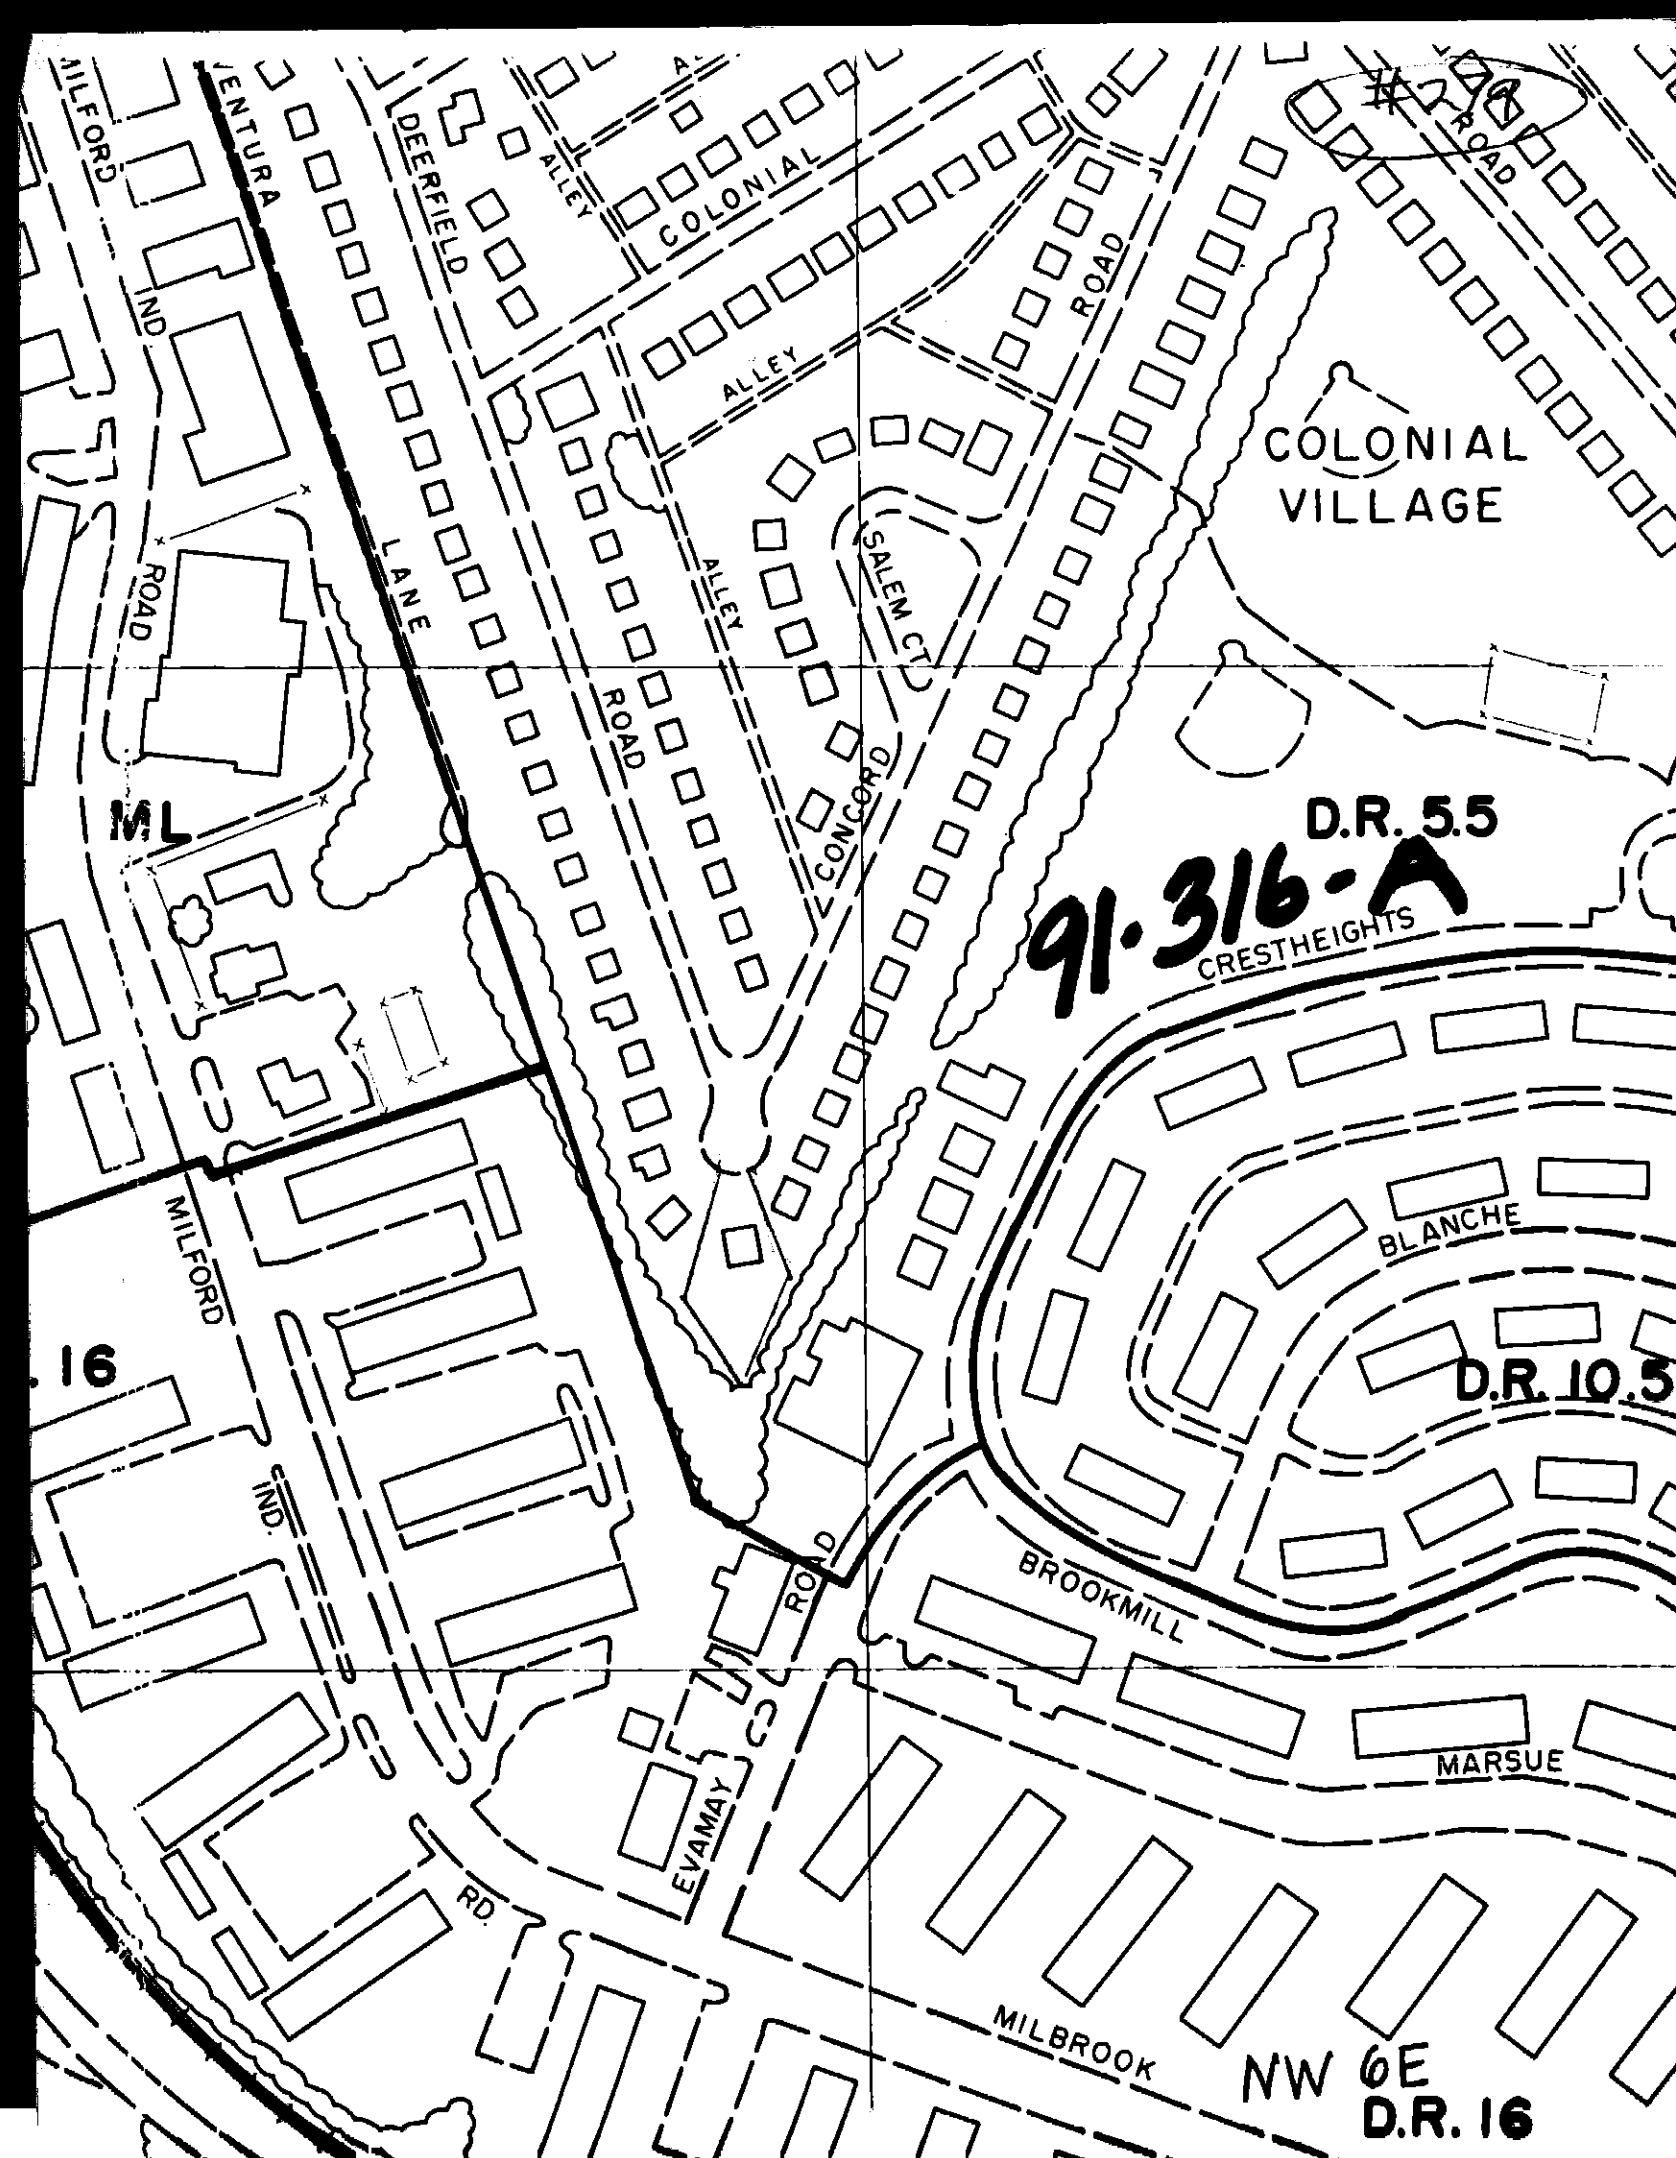 #279
MILFORD
VENTURA
DEERFIELD
ALLEY
COLONIAL
ROAD
ROAD
IND.
ALLEY
COLONIAL
VILLAGE
LANE
ROAD
ALLEY
SALEM CT
ROAD
CONCORD
ML
D.R. 5.5
91-316-A
CRESTHEIGHTS
MILFORD
BLANCHE
. 16
D.R. 10.5
IND.
ROAD
BROOKMILL
MARSUE
EVAMAY
RD.
MILBROOK
NW 6E
D.R. 16